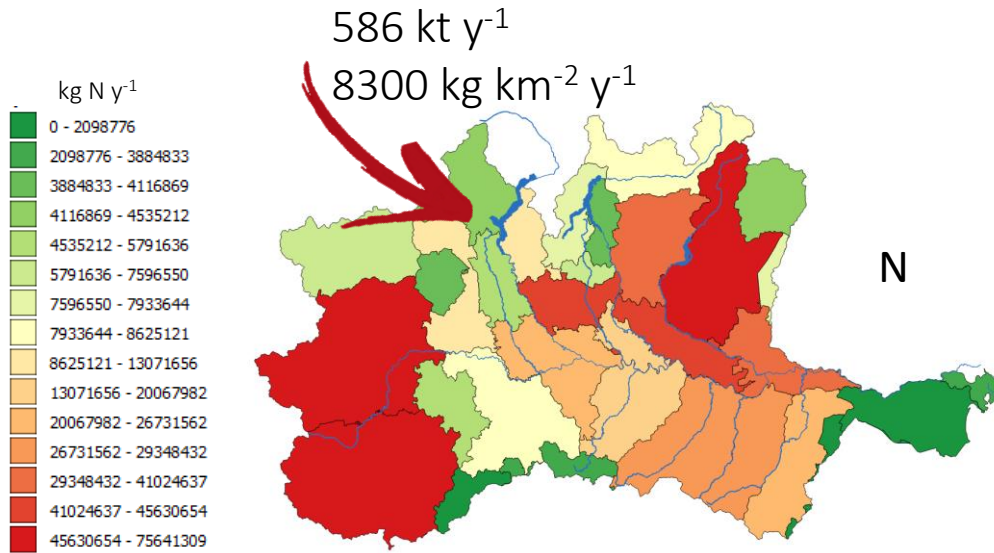 586 kt y⁻¹
8300 kg km⁻² y⁻¹
kg N y⁻¹
0 - 2098776
2098776 - 3884833
3884833 - 4116869
4116869 - 4535212
4535212 - 5791636
5791636 - 7596550
7596550 - 7933644
7933644 - 8625121
8625121 - 13071656
13071656 - 20067982
20067982 - 26731562
26731562 - 29348432
29348432 - 41024637
41024637 - 45630654
45630654 - 75641309
N